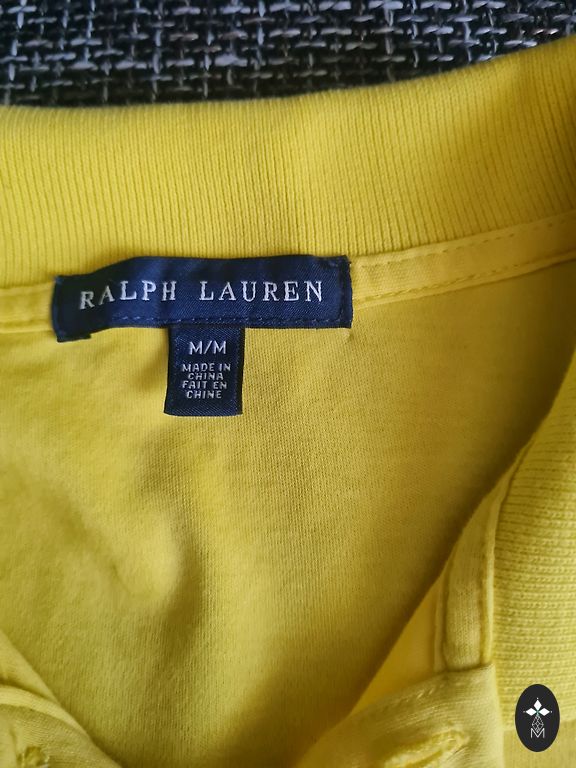 RALPH LAUREN
M/M
MADE IN
CHINA
FAIT EN
CHINE
M